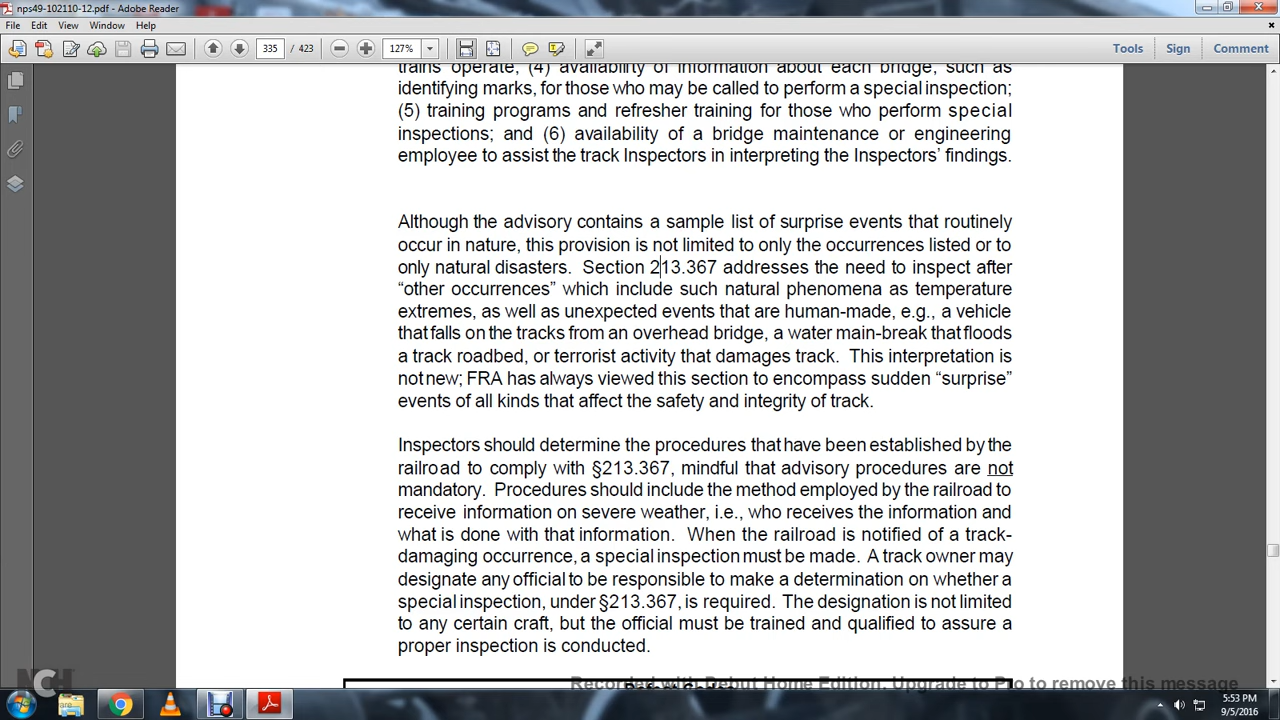 nps49-102110-12.pdf - Adobe Reader
File Edit View Window Help
335 / 423 127% Tools Sign Comment
trains operate; (4) availability of information about each bridge, such as
identifying marks, for those who may be called to perform a special inspection;
(5) training programs and refresher training for those who perform special
inspections; and (6) availability of a bridge maintenance or engineering
employee to assist the track Inspectors in interpreting the Inspectors’ findings.
Although the advisory contains a sample list of surprise events that routinely
occur in nature, this provision is not limited to only the occurrences listed or to
only natural disasters. Section 213.367 addresses the need to inspect after
“other occurrences” which include such natural phenomena as temperature
extremes, as well as unexpected events that are human-made, e.g., a vehicle
that falls on the tracks from an overhead bridge, a water main-break that floods
a track roadbed, or terrorist activity that damages track. This interpretation is
not new; FRA has always viewed this section to encompass sudden “surprise”
events of all kinds that affect the safety and integrity of track.
Inspectors should determine the procedures that have been established by the
railroad to comply with §213.367, mindful that advisory procedures are not
mandatory. Procedures should include the method employed by the railroad to
receive information on severe weather, i.e., who receives the information and
what is done with that information. When the railroad is notified of a track-
damaging occurrence, a special inspection must be made. A track owner may
designate any official to be responsible to make a determination on whether a
special inspection, under §213.367, is required. The designation is not limited
to any certain craft, but the official must be trained and qualified to assure a
proper inspection is conducted.
NCH
Recorded with Debut Home Edition. Upgrade to Pro to remove this message
5:53 PM
9/5/2016